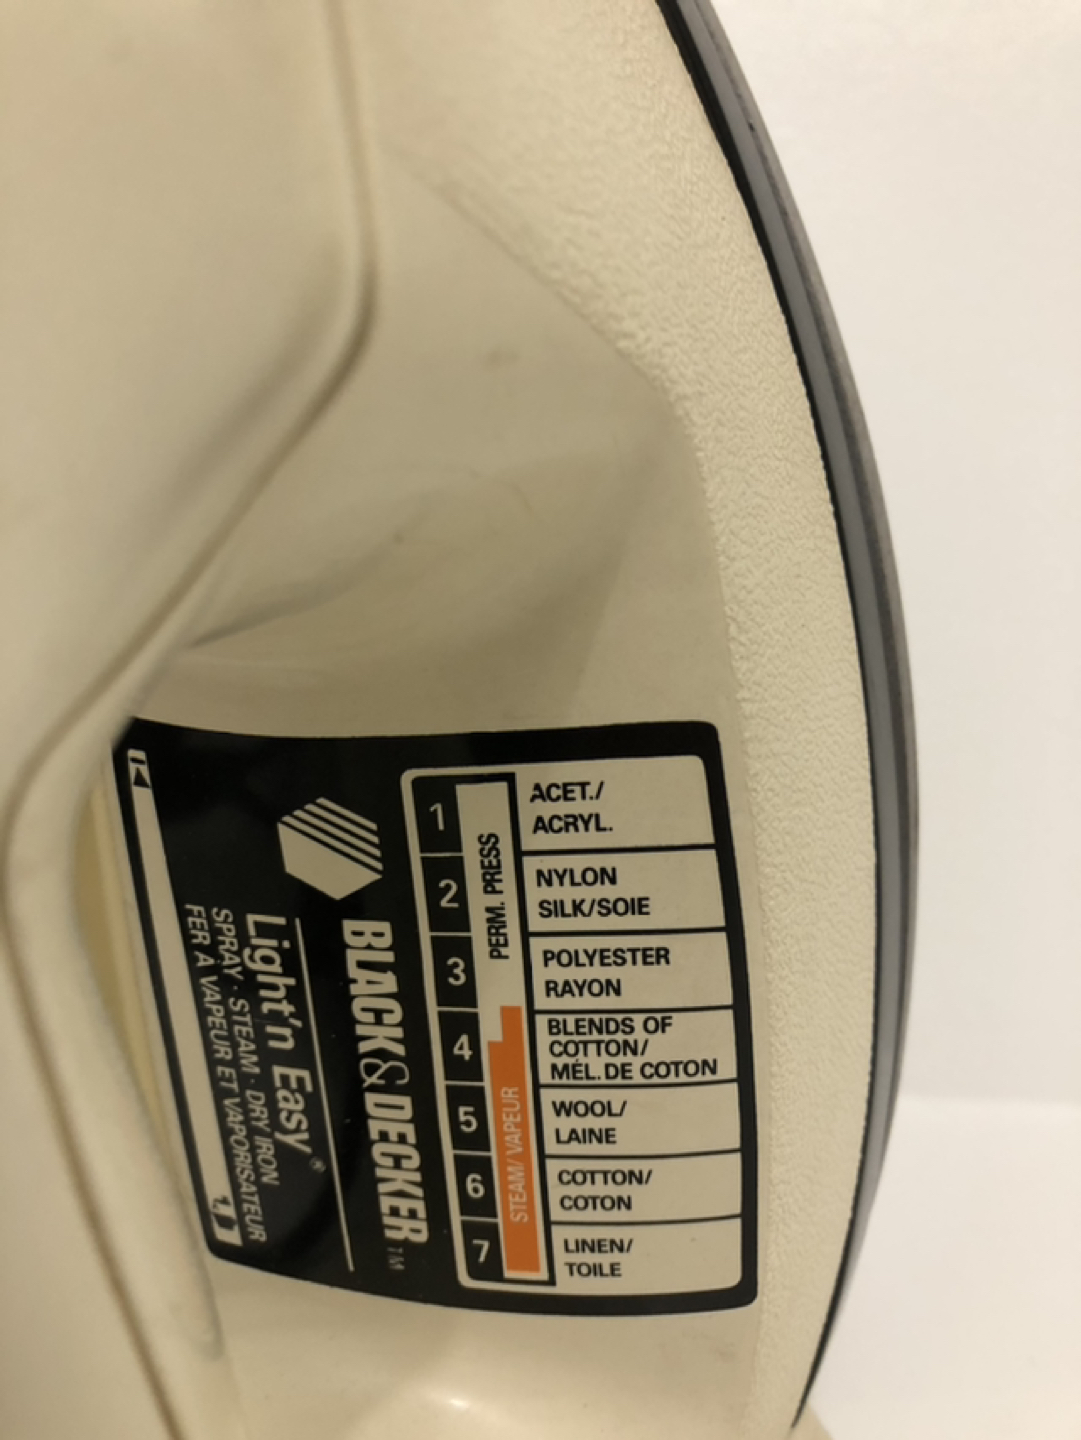 BLACK&DECKER™
Light'n Easy®
SPRAY · STEAM · DRY IRON
FER A VAPEUR ET VAPORISATEUR
1
2
3
4
5
6
7
PERM. PRESS
STEAM/VAPEUR
ACET./
ACRYL.
NYLON
SILK/SOIE
POLYESTER
RAYON
BLENDS OF
COTTON/
MÉL. DE COTON
WOOL/
LAINE
COTTON/
COTON
LINEN/
TOILE